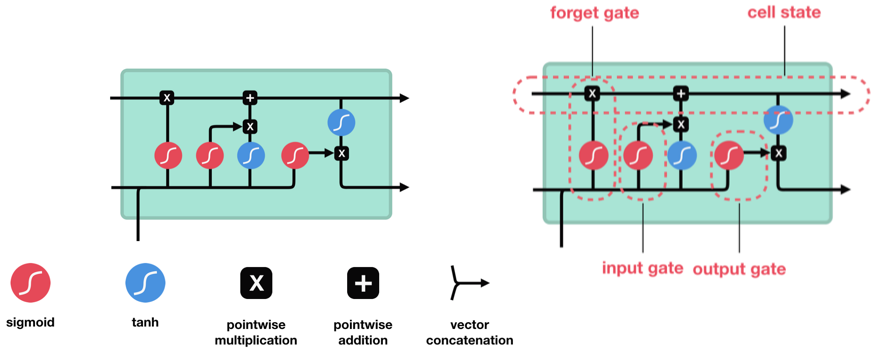 forget gate
cell state
input gate
output gate
sigmoid
tanh
pointwise
multiplication
pointwise
addition
vector
concatenation